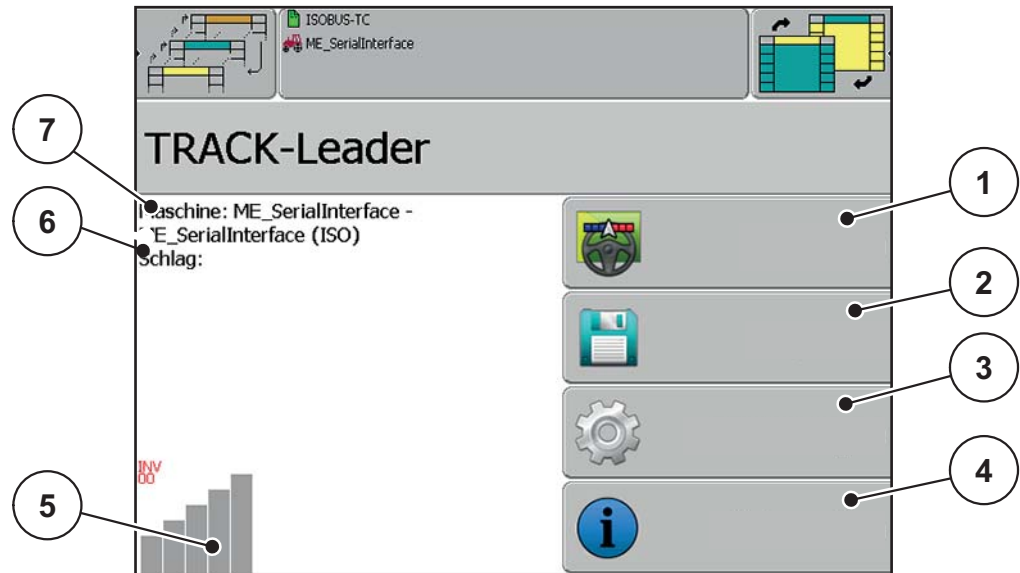 ISOBUS-TC
ME_SerialInterface
TRACK-Leader
Maschine: ME_SerialInterface -
ME_SerialInterface (ISO)
Schlag:
INV
00
7
6
5
1
2
3
4
i